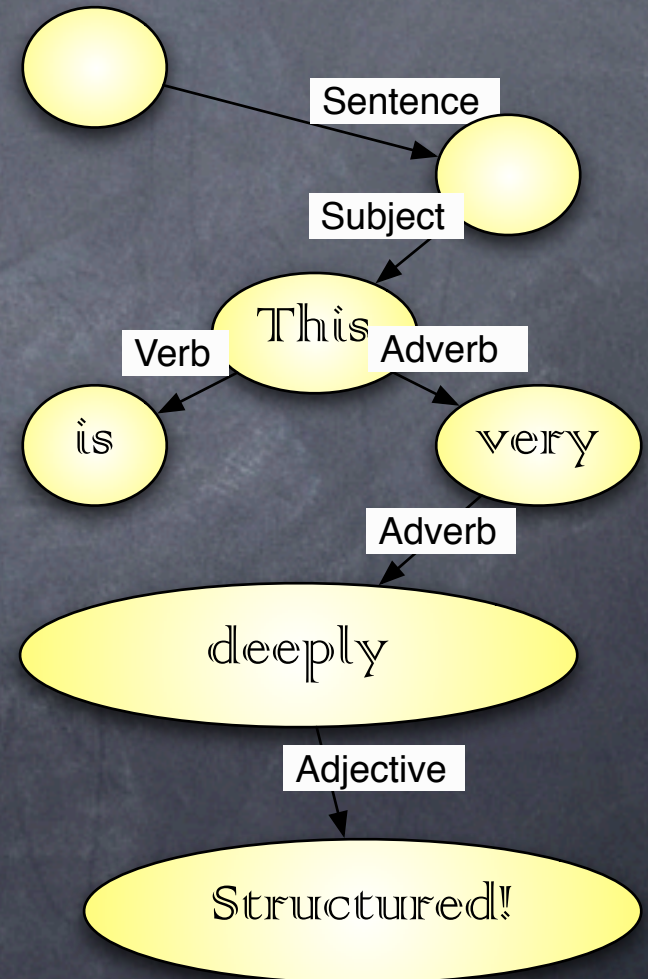 Sentence
Subject
This
Verb
Adverb
is
very
Adverb
deeply
Adjective
Structured!